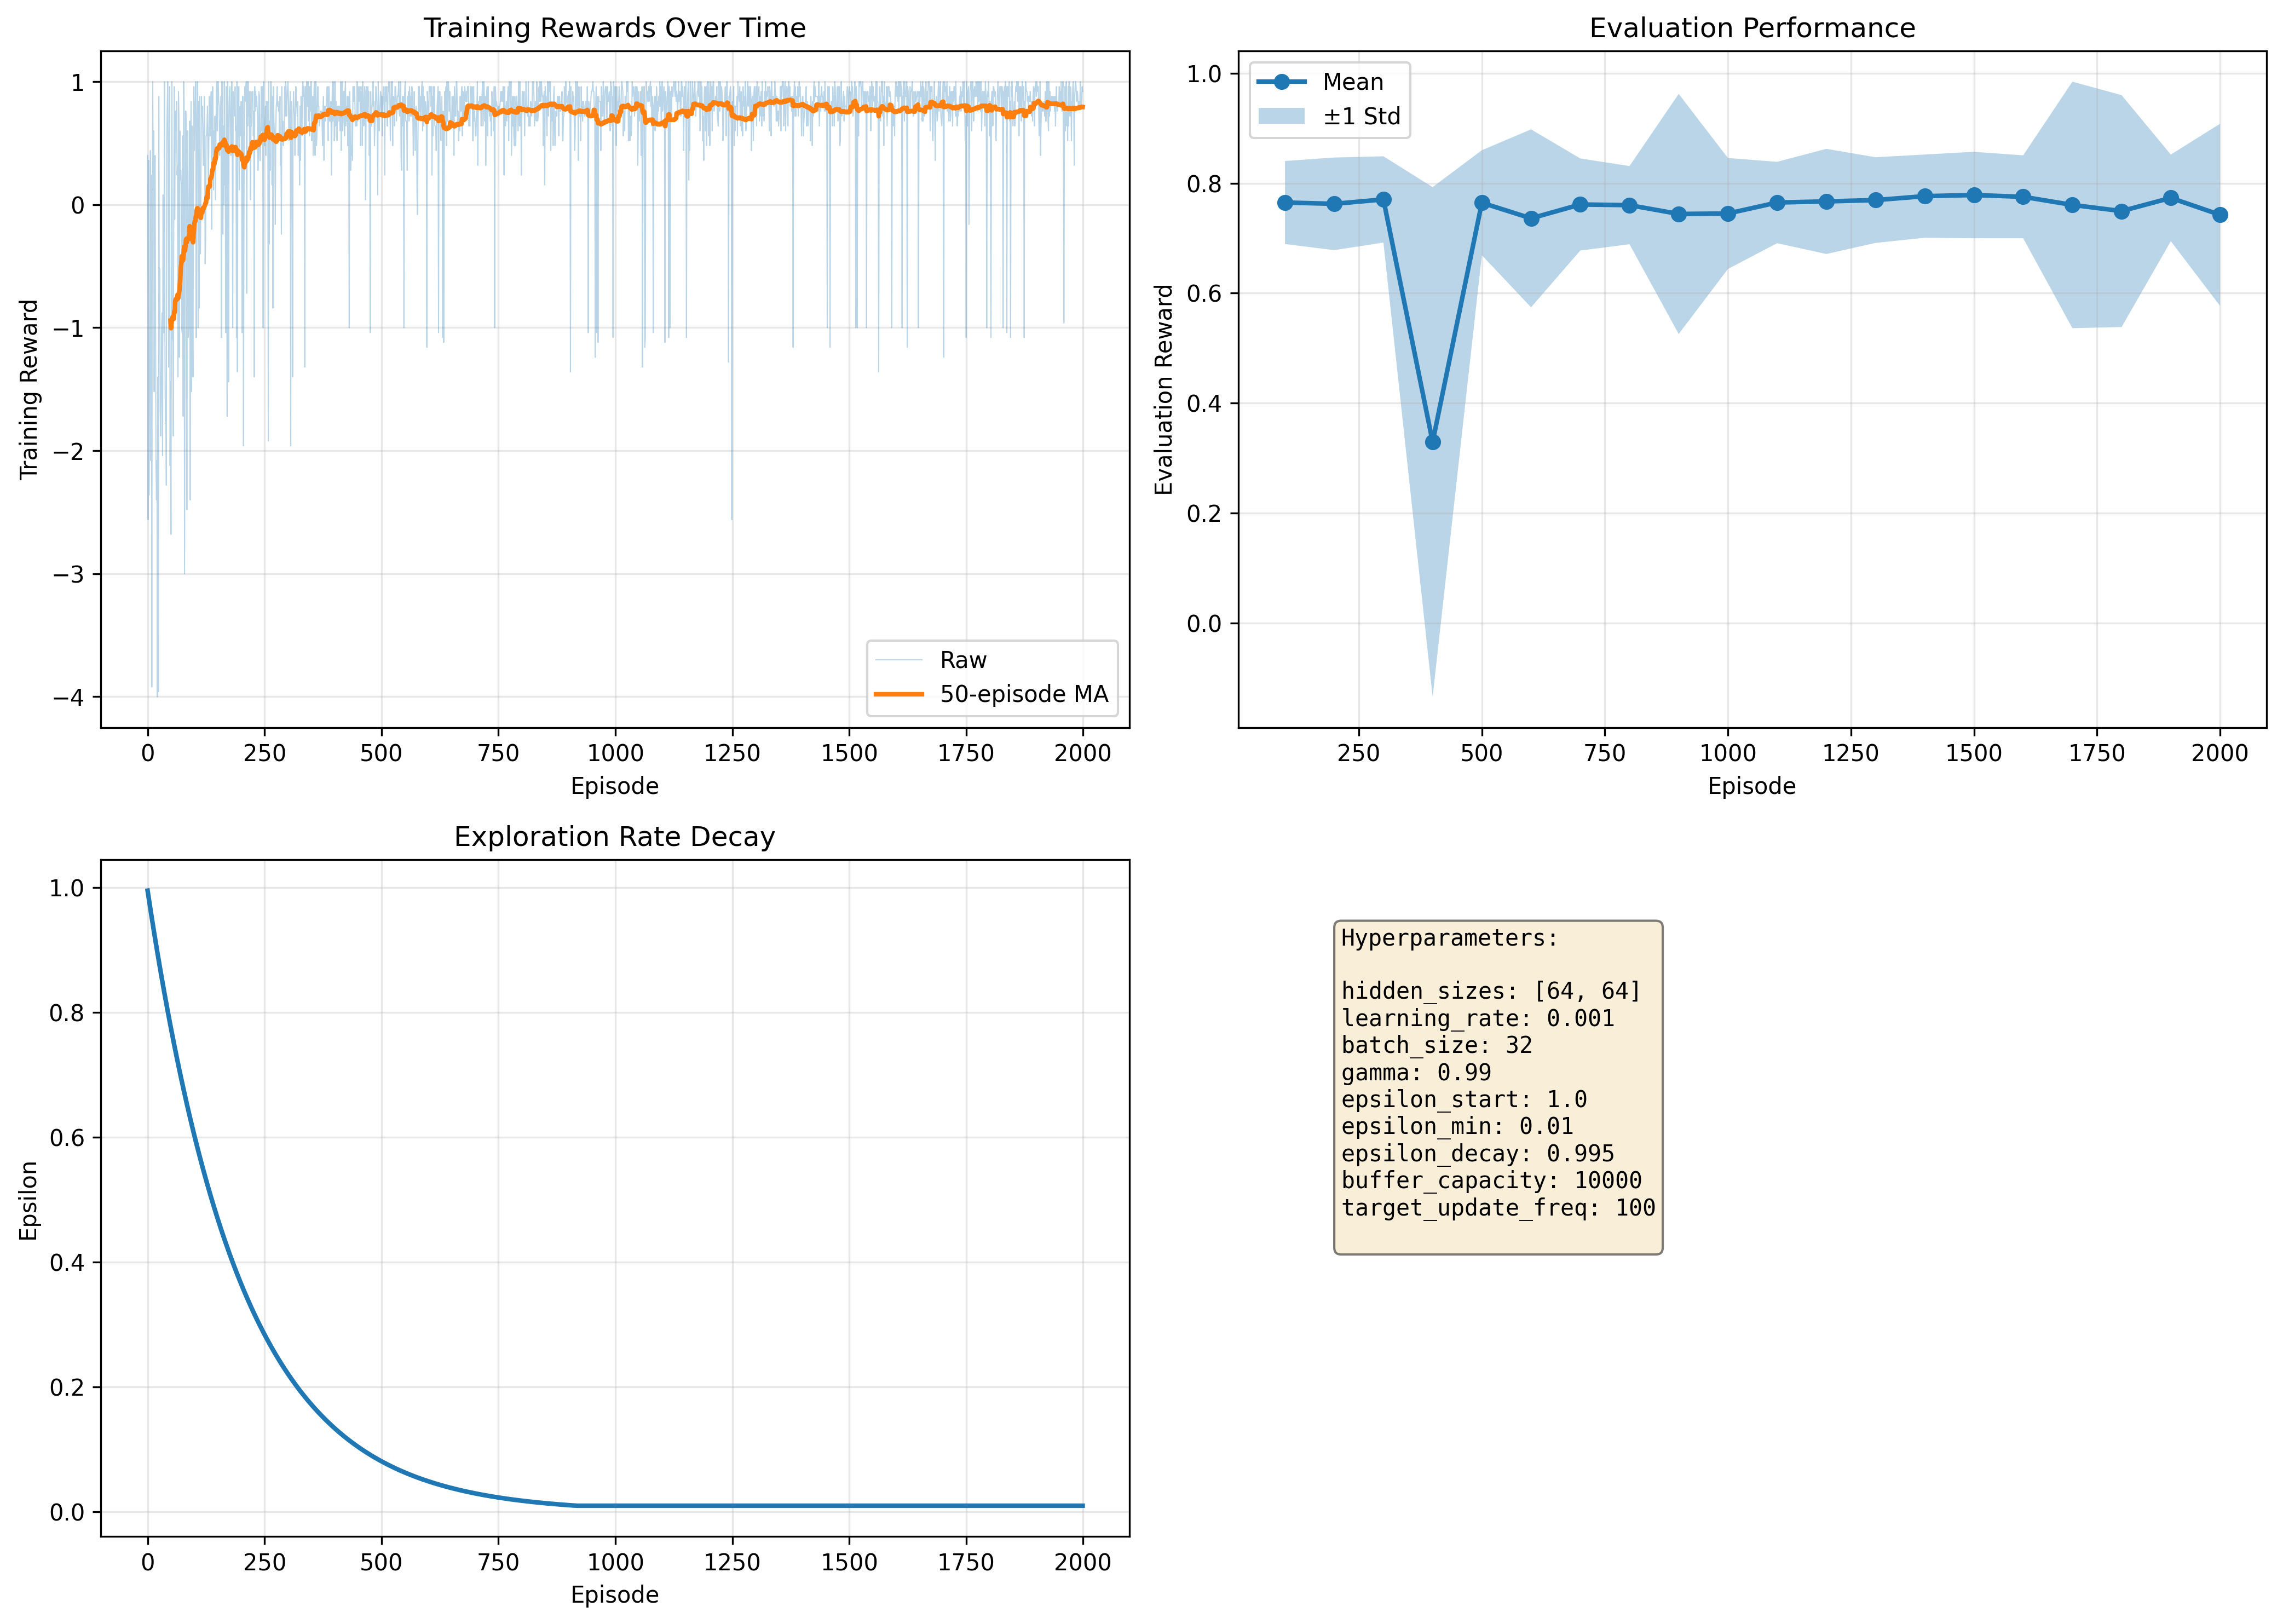 Training Rewards Over Time
1
0
−1
−2
−3
−4
Training Reward
Raw
50-episode MA
0 250 500 750 1000 1250 1500 1750 2000
Episode
Evaluation Performance
Mean
±1 Std
1.0
0.8
0.6
0.4
0.2
0.0
Evaluation Reward
250 500 750 1000 1250 1500 1750 2000
Episode
Exploration Rate Decay
1.0
0.8
0.6
0.4
0.2
0.0
Epsilon
0 250 500 750 1000 1250 1500 1750 2000
Episode
Hyperparameters:
hidden_sizes: [64, 64]
learning_rate: 0.001
batch_size: 32
gamma: 0.99
epsilon_start: 1.0
epsilon_min: 0.01
epsilon_decay: 0.995
buffer_capacity: 10000
target_update_freq: 100